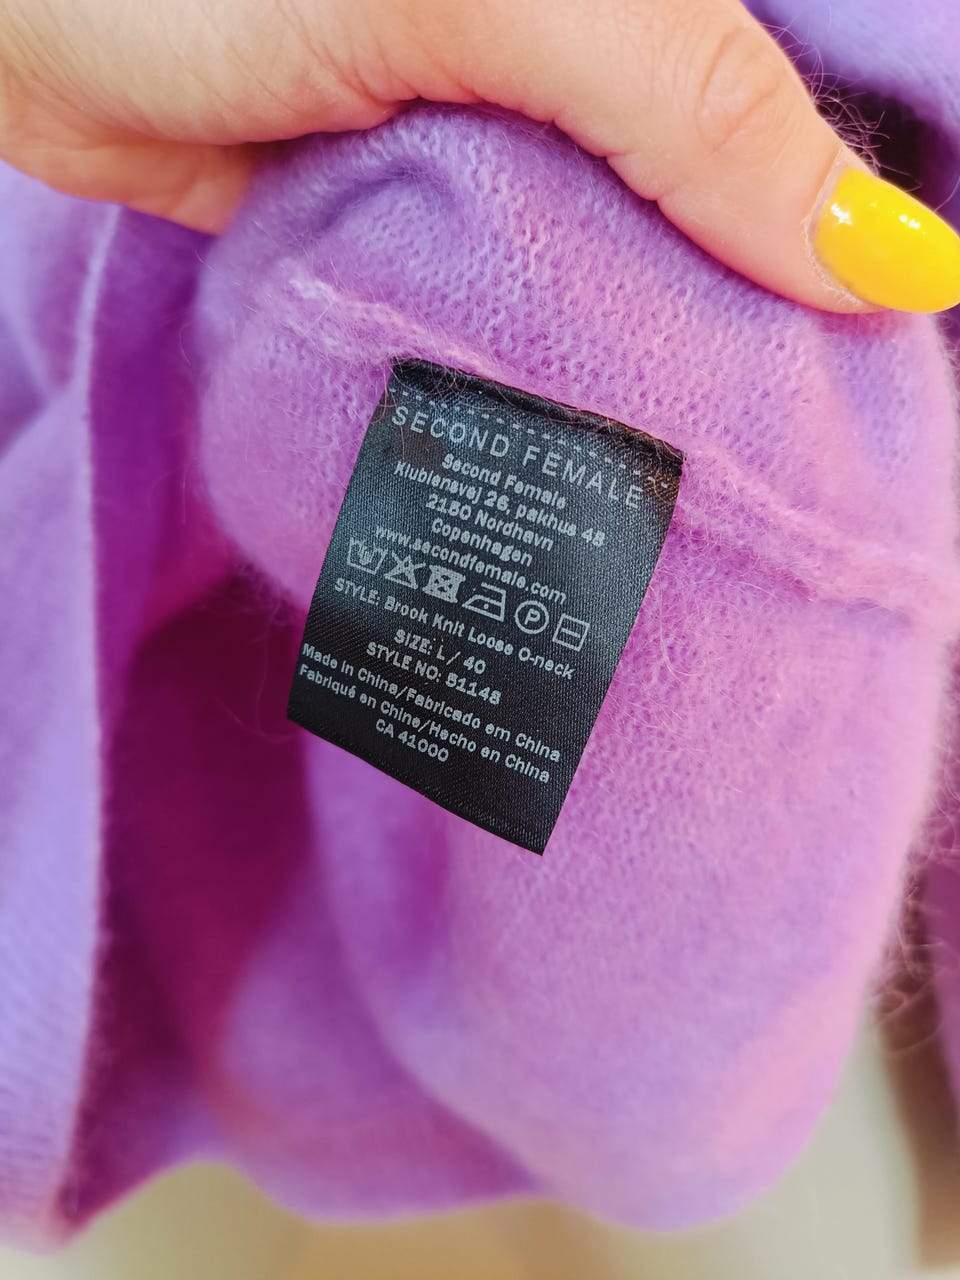 SECOND FEMALE
Second Female
Klubiensvej 26, pakhus 48
2150 Nordhavn
Copenhagen
www.secondfemale.com
P
STYLE: Brook Knit Loose O-neck
SIZE: L / 40
STYLE NO: 51148
Made in China/Fabricado em China
Fabriqué en Chine/Hecho en China
CA 41000